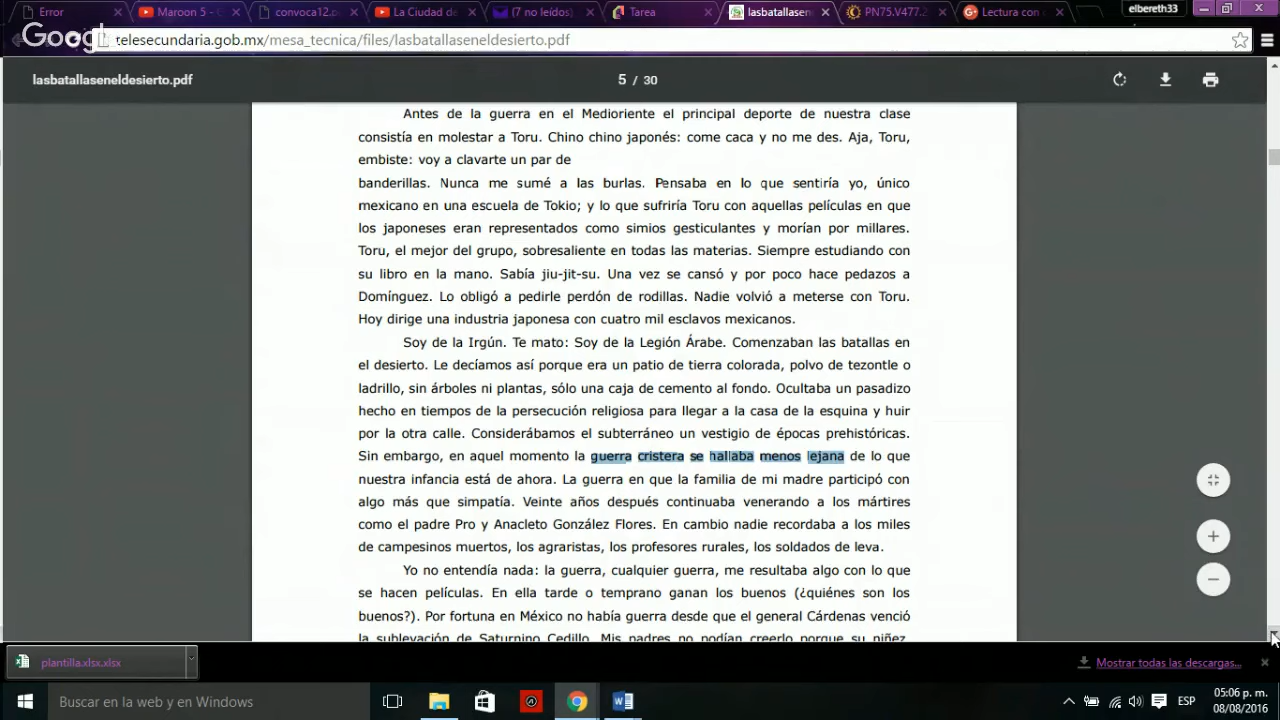 Error
Maroon 5 - C
convoca12.p
La Ciudad de
(7 no leídos)
Tarea
lasbatallasen
PN75.V477.2
Lectura con
elbereth33
Google
telesecundaria.gob.mx/mesa_tecnica/files/lasbatallaseneldesierto.pdf
lasbatallaseneldesierto.pdf
5 / 30
Antes de la guerra en el Medioriente el principal deporte de nuestra clase
consistía en molestar a Toru. Chino chino japonés: come caca y no me des. Aja, Toru,
embiste: voy a clavarte un par de
banderillas. Nunca me sumé a las burlas. Pensaba en lo que sentiría yo, único
mexicano en una escuela de Tokio; y lo que sufriría Toru con aquellas películas en que
los japoneses eran representados como simios gesticulantes y morían por millares.
Toru, el mejor del grupo, sobresaliente en todas las materias. Siempre estudiando con
su libro en la mano. Sabía jiu-jit-su. Una vez se cansó y por poco hace pedazos a
Domínguez. Lo obligó a pedirle perdón de rodillas. Nadie volvió a meterse con Toru.
Hoy dirige una industria japonesa con cuatro mil esclavos mexicanos.
Soy de la Irgún. Te mato: Soy de la Legión Árabe. Comenzaban las batallas en
el desierto. Le decíamos así porque era un patio de tierra colorada, polvo de tezontle o
ladrillo, sin árboles ni plantas, sólo una caja de cemento al fondo. Ocultaba un pasadizo
hecho en tiempos de la persecución religiosa para llegar a la casa de la esquina y huir
por la otra calle. Considerábamos el subterráneo un vestigio de épocas prehistóricas.
Sin embargo, en aquel momento la guerra cristera se hallaba menos lejana de lo que
nuestra infancia está de ahora. La guerra en que la familia de mi madre participó con
algo más que simpatía. Veinte años después continuaba venerando a los mártires
como el padre Pro y Anacleto González Flores. En cambio nadie recordaba a los miles
de campesinos muertos, los agraristas, los profesores rurales, los soldados de leva.
Yo no entendía nada: la guerra, cualquier guerra, me resultaba algo con lo que
se hacen películas. En ella tarde o temprano ganan los buenos (¿quiénes son los
buenos?). Por fortuna en México no había guerra desde que el general Cárdenas venció
la sublevación de Saturnino Cedillo. Mis padres no podían creerlo porque su niñez,
plantilla.xlsx.xlsx
Mostrar todas las descargas...
Buscar en la web y en Windows
ESP
05:06 p. m.
08/08/2016